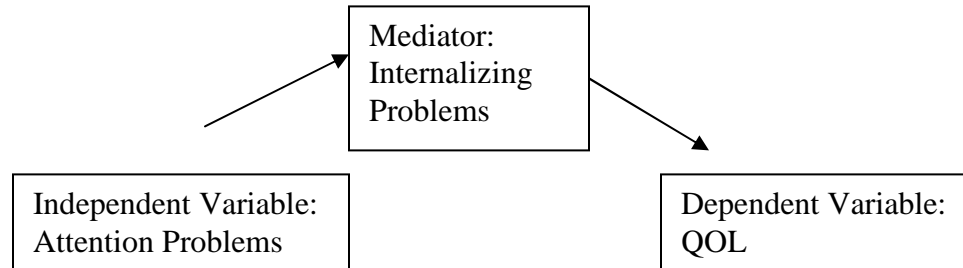 Mediator:
Internalizing
Problems
Independent Variable:
Attention Problems
Dependent Variable:
QOL